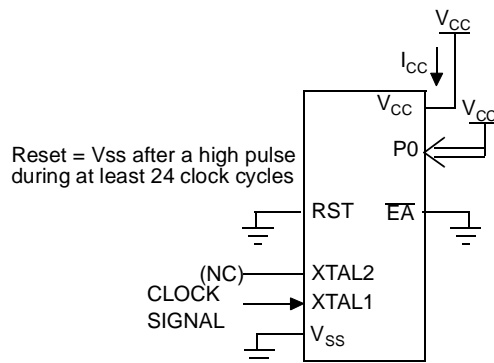 VCC
ICC
VCC
VCC
P0
Reset = Vss after a high pulse
during at least 24 clock cycles
RST
EA
(NC)
XTAL2
CLOCK
SIGNAL
XTAL1
VSS